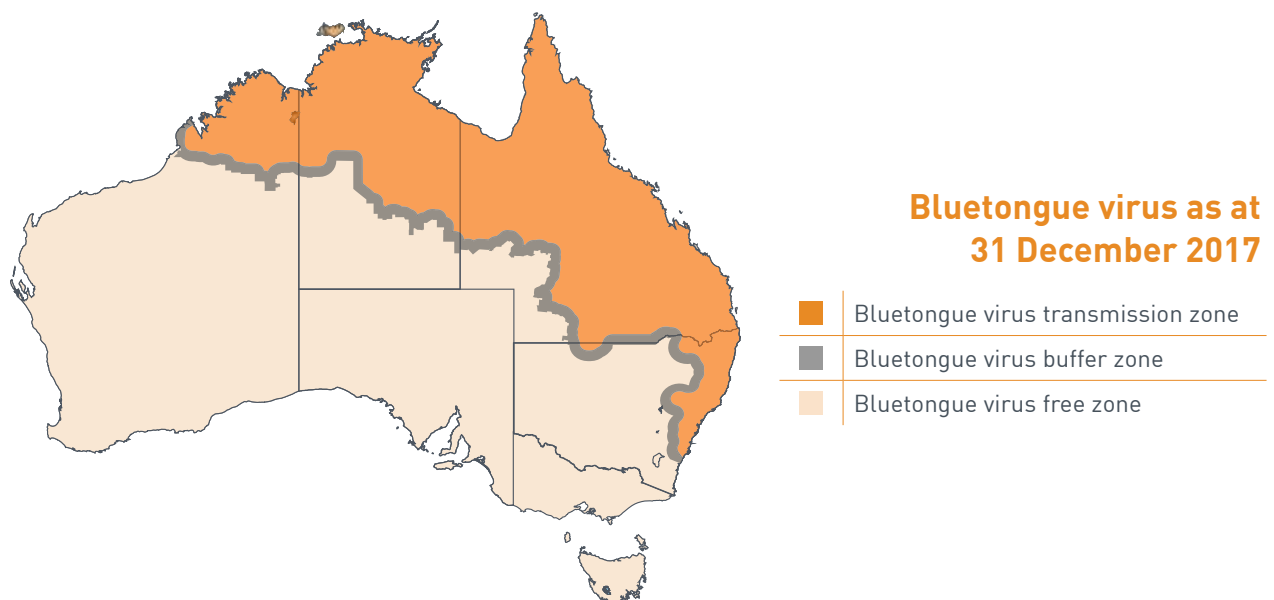 Bluetongue virus as at
31 December 2017
Bluetongue virus transmission zone
Bluetongue virus buffer zone
Bluetongue virus free zone